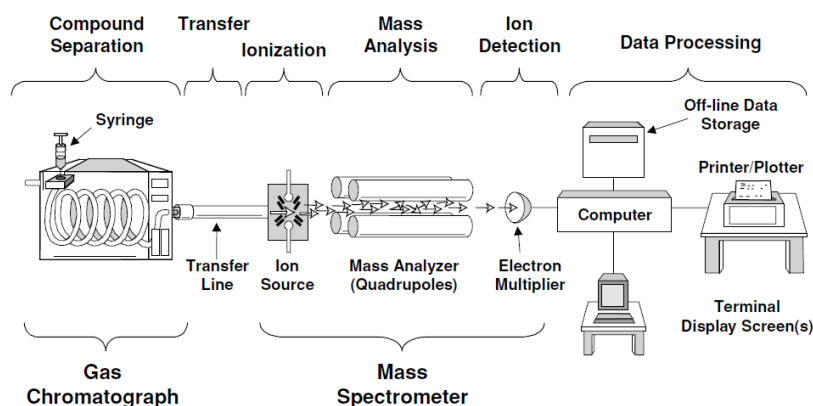 Compound
Separation
Transfer
Ionization
Mass
Analysis
Ion
Detection
Data Processing
Syringe
Off-line Data
Storage
Printer/Plotter
Computer
Transfer
Line
Ion
Source
Mass Analyzer
(Quadrupoles)
Electron
Multiplier
Terminal
Display Screen(s)
Gas
Chromatograph
Mass
Spectrometer